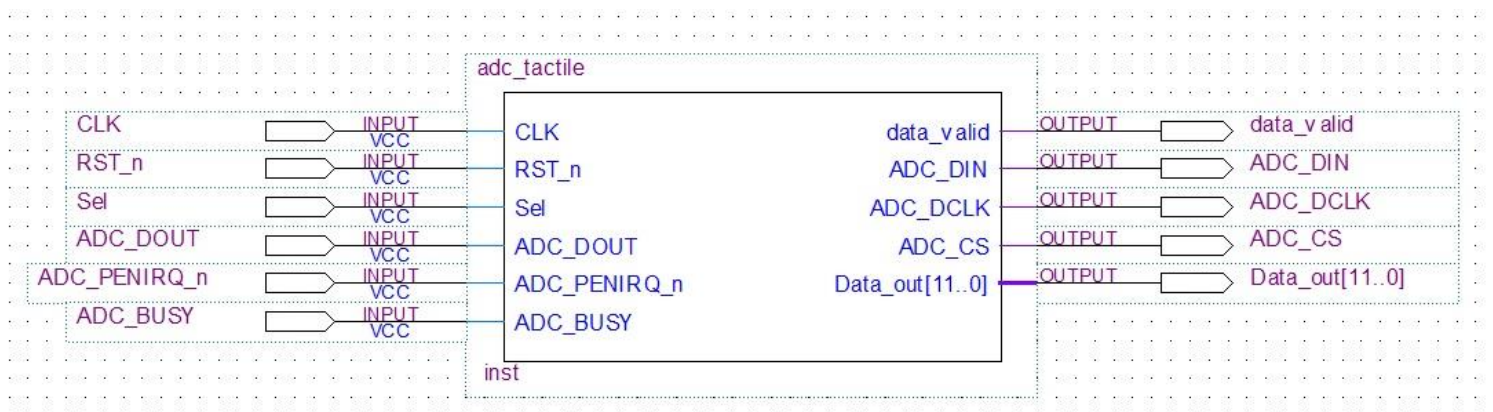 adc_tactile
CLK INPUT VCC CLK data_valid OUTPUT data_valid
RST_n INPUT VCC RST_n ADC_DIN OUTPUT ADC_DIN
Sel INPUT VCC Sel ADC_DCLK OUTPUT ADC_DCLK
ADC_DOUT INPUT VCC ADC_DOUT ADC_CS OUTPUT ADC_CS
ADC_PENIRQ_n INPUT VCC ADC_PENIRQ_n Data_out[11..0] OUTPUT Data_out[11..0]
ADC_BUSY INPUT VCC ADC_BUSY
inst